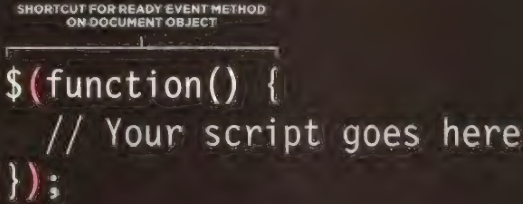 SHORTCUT FOR READY EVENT METHOD
ON DOCUMENT OBJECT
$(function() {
// Your script goes here
});